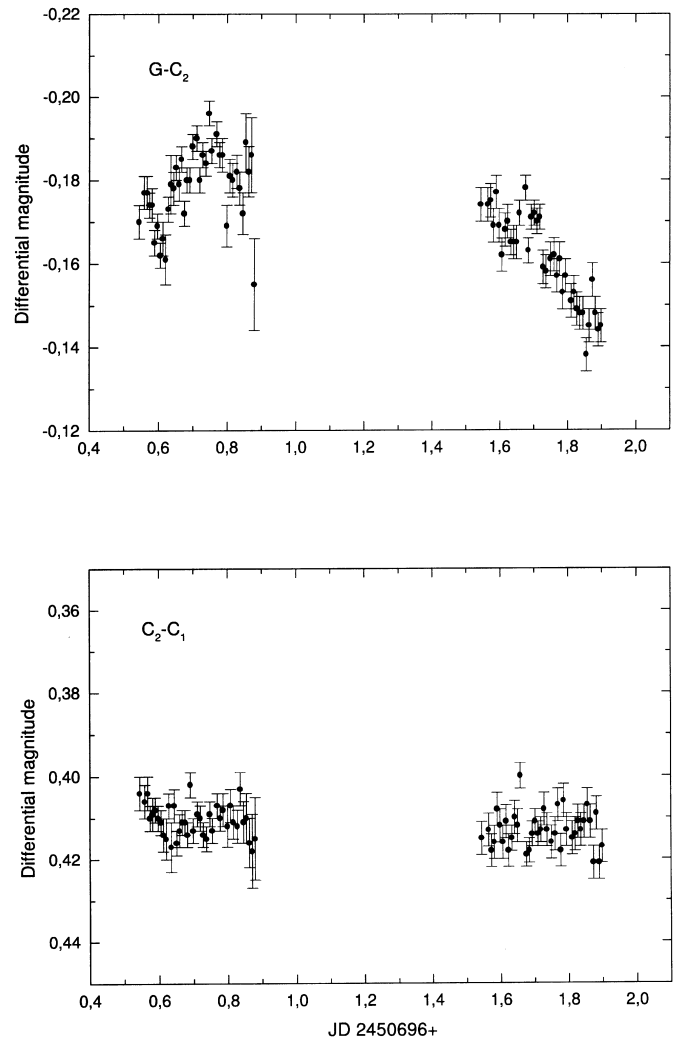 -0,22
G-C₂
-0,20
-0,18
-0,16
-0,14
-0,12
Differential magnitude
0,4 0,6 0,8 1,0 1,2 1,4 1,6 1,8 2,0
C₂-C₁
0,36
0,38
0,40
0,42
0,44
Differential magnitude
0,4 0,6 0,8 1,0 1,2 1,4 1,6 1,8 2,0
JD 2450696+